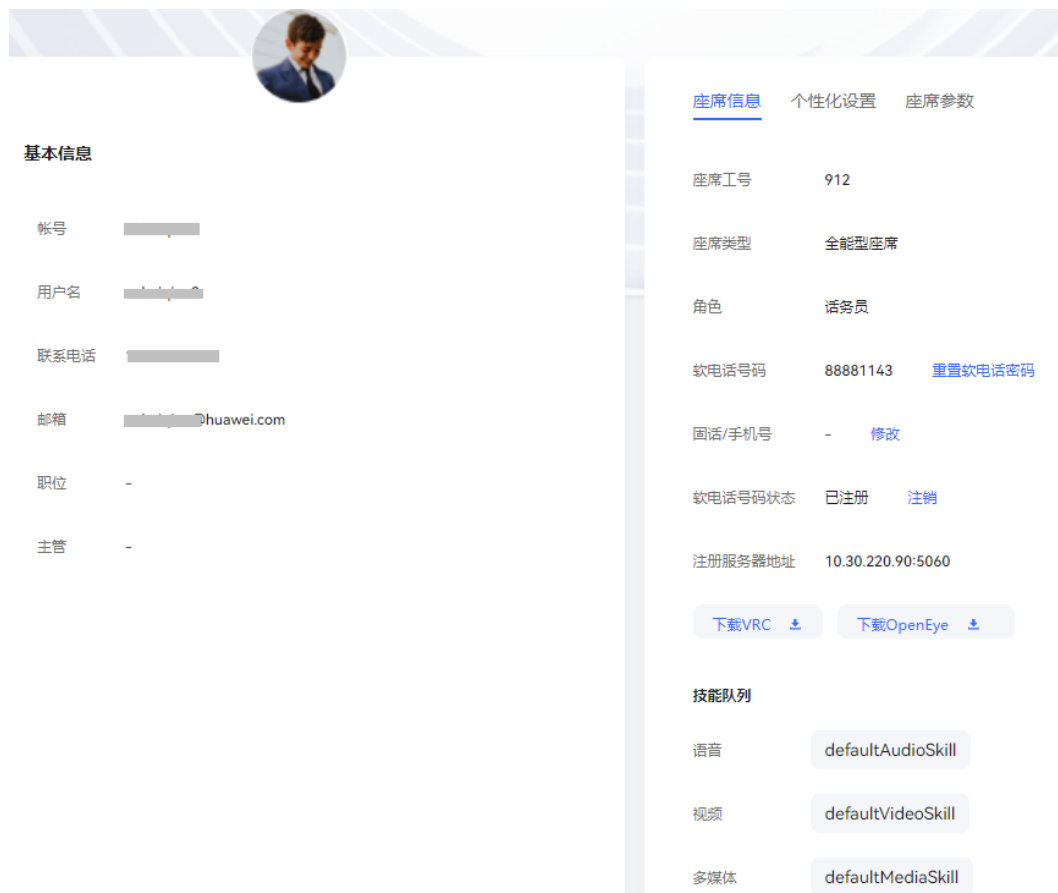 基本信息
帐号
用户名
联系电话
邮箱 @huawei.com
职位 -
主管 -
座席信息 个性化设置 座席参数
座席工号 912
座席类型 全能型座席
角色 话务员
软电话号码 88881143 重置软电话密码
固话/手机号 - 修改
软电话号码状态 已注册 注销
注册服务器地址 10.30.220.90:5060
下载VRC 下载OpenEye
技能队列
语音 defaultAudioSkill
视频 defaultVideoSkill
多媒体 defaultMediaSkill